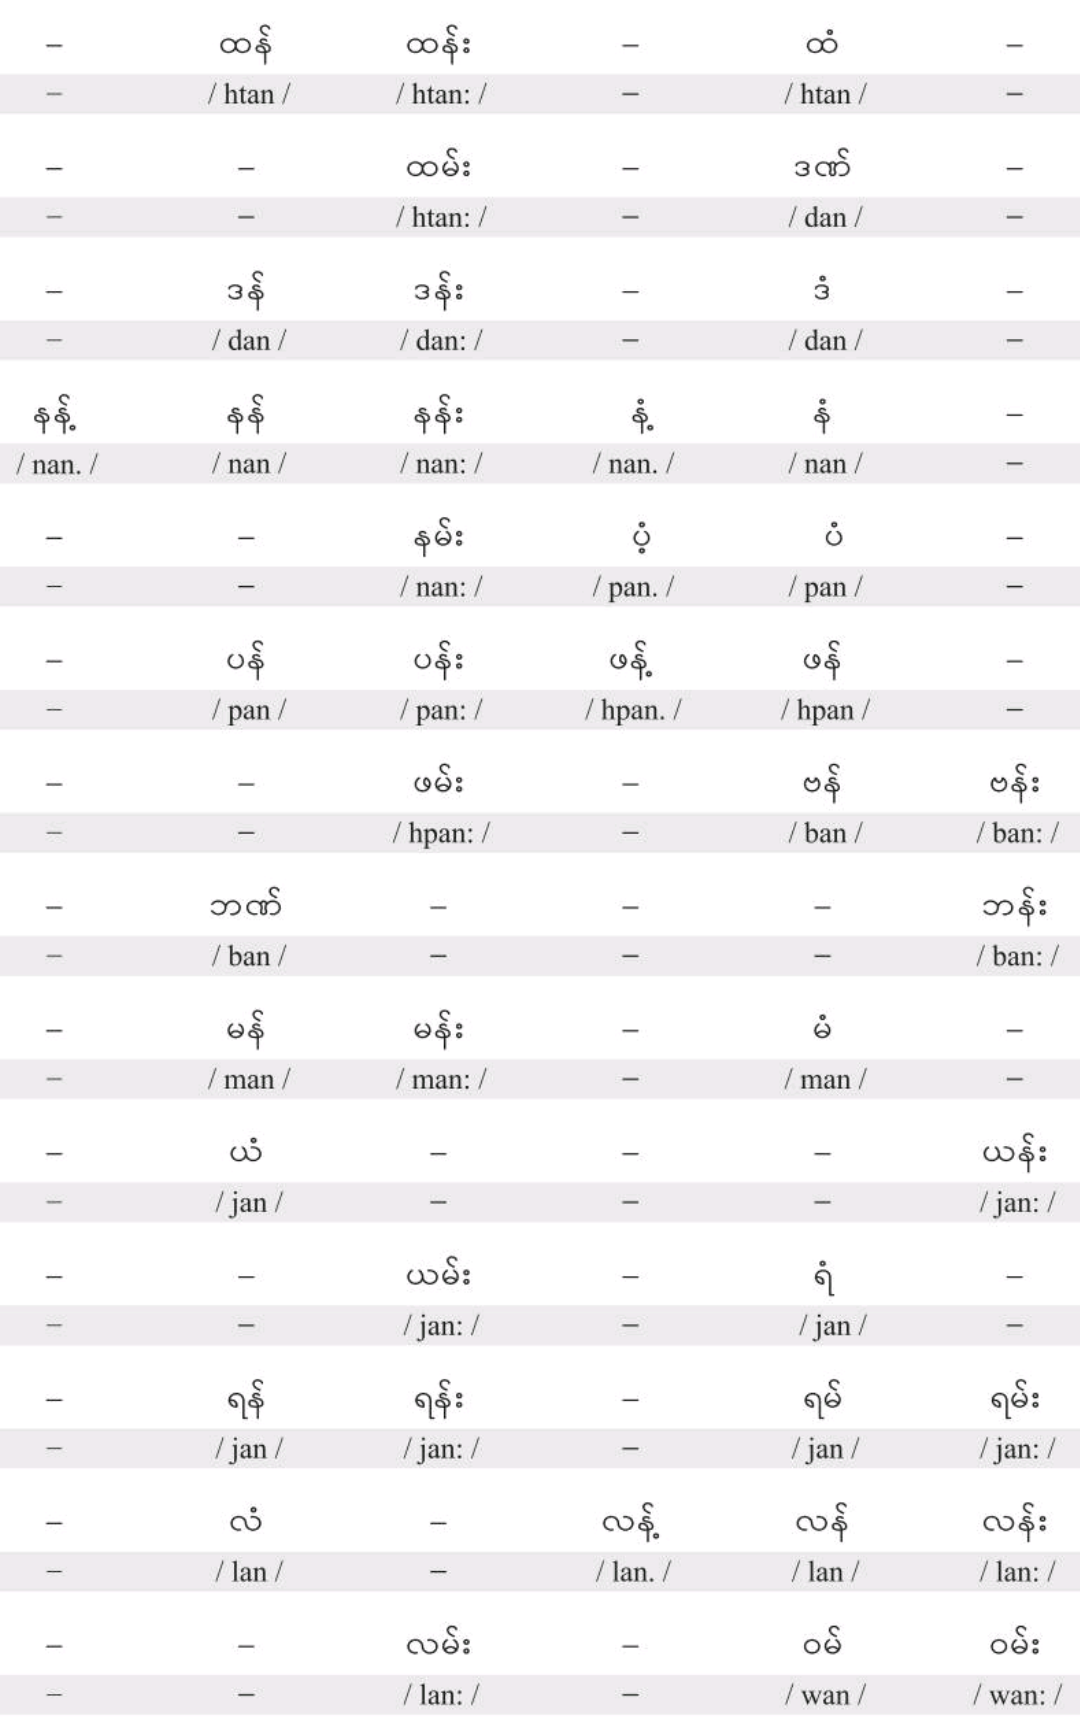 – ထန် ထန်း – ထံ –
– / htan / / htan: / – / htan / –
– – ထမ်း – ဒဏ် –
– – / htan: / – / dan / –
– ဒန် ဒန်း – ဒံ –
– / dan / / dan: / – / dan / –
နန့် နန် နန်း နံ့ နံ –
/ nan. / / nan / / nan: / / nan. / / nan / –
– – နမ်း ပံ့ ပံ –
– – / nan: / / pan. / / pan / –
– ပန် ပန်း ဖန့် ဖန် –
– / pan / / pan: / / hpan. / / hpan / –
– – ဖမ်း – ဗန် ဗန်း
– – / hpan: / – / ban / / ban: /
– ဘဏ် – – – ဘန်း
– / ban / – – – / ban: /
– မန် မန်း – မံ –
– / man / / man: / – / man / –
– ယံ – – – ယန်း
– / jan / – – – / jan: /
– – ယမ်း – ရံ –
– – / jan: / – / jan / –
– ရန် ရန်း – ရမ် ရမ်း
– / jan / / jan: / – / jan / / jan: /
– လံ – လန့် လန် လန်း
– / lan / – / lan. / / lan / / lan: /
– – လမ်း – ဝမ် ဝမ်း
– – / lan: / – / wan / / wan: /